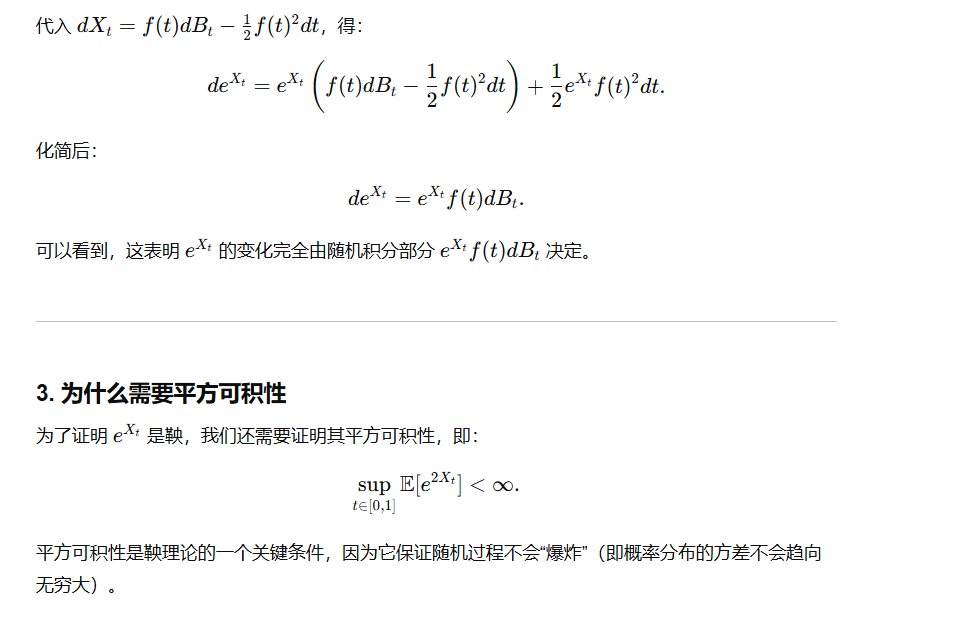 代入 $dX_t = f(t)dB_t - \frac{1}{2}f(t)^2dt$，得：
$$de^{X_t} = e^{X_t}\left(f(t)dB_t - \frac{1}{2}f(t)^2dt\right) + \frac{1}{2}e^{X_t}f(t)^2dt.$$
化简后：
$$de^{X_t} = e^{X_t}f(t)dB_t.$$
可以看到，这表明 $e^{X_t}$ 的变化完全由随机积分部分 $e^{X_t}f(t)dB_t$ 决定。
3. 为什么需要平方可积性
为了证明 $e^{X_t}$ 是鞅，我们还需要证明其平方可积性，即：
$$\sup_{t\in[0,1]} \mathbb{E}[e^{2X_t}] < \infty.$$
平方可积性是鞅理论的一个关键条件，因为它保证随机过程不会“爆炸”（即概率分布的方差不会趋向
无穷大）。